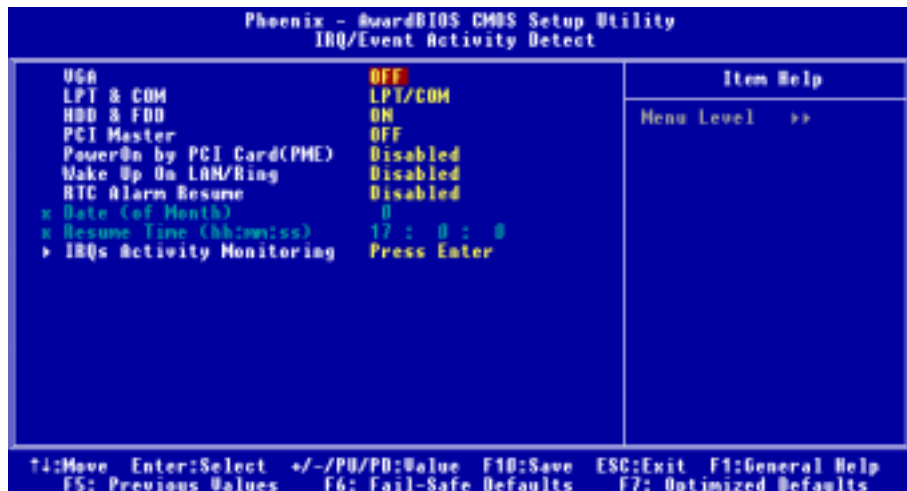 Phoenix - AwardBIOS CMOS Setup Utility
IRQ/Event Activity Detect
VGA OFF
LPT & COM LPT/COM
HDD & FDD ON
PCI Master OFF
PowerOn by PCI Card(PME) Disabled
Wake Up On LAN/Ring Disabled
RTC Alarm Resume Disabled
x Date (of Month) 0
x Resume Time (hh:mm:ss) 17 : 0 : 0
▸ IRQs Activity Monitoring Press Enter
Item Help
Menu Level ▸▸
↑↓:Move Enter:Select +/-/PU/PD:Value F10:Save ESC:Exit F1:General Help
F5: Previous Values F6: Fail-Safe Defaults F7: Optimized Defaults